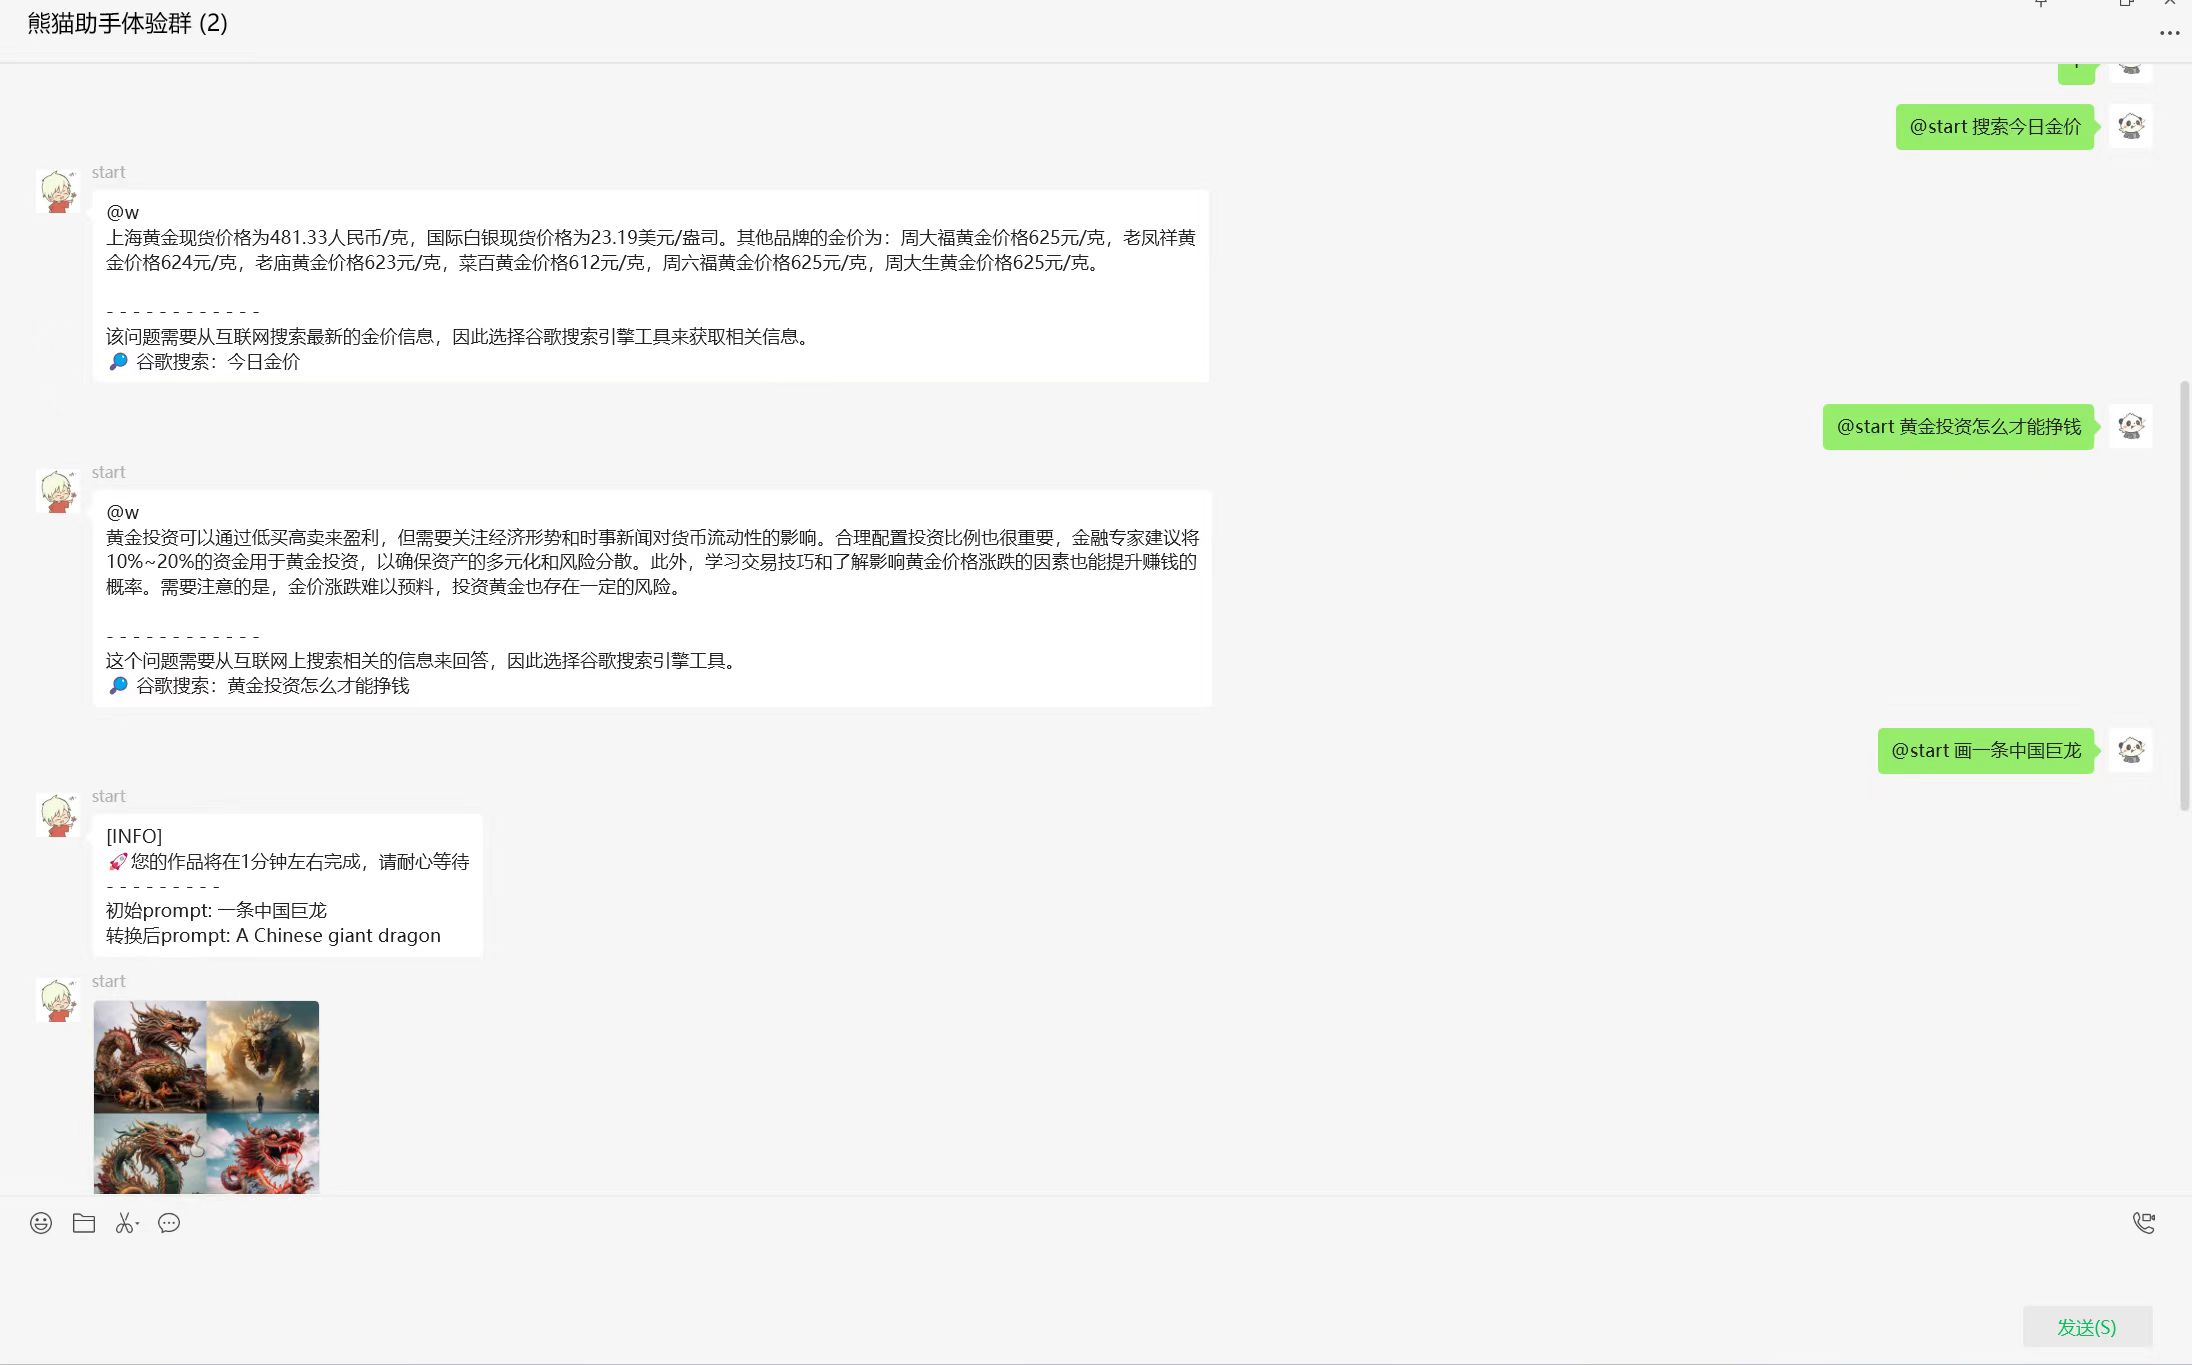 熊猫助手体验群 (2)
@start 搜索今日金价
start
@w
上海黄金现货价格为481.33人民币/克，国际白银现货价格为23.19美元/盎司。其他品牌的金价为：周大福黄金价格625元/克，老凤祥黄
金价格624元/克，老庙黄金价格623元/克，菜百黄金价格612元/克，周六福黄金价格625元/克，周大生黄金价格625元/克。
- - - - - - - - - - - -
该问题需要从互联网搜索最新的金价信息，因此选择谷歌搜索引擎工具来获取相关信息。
🔎 谷歌搜索：今日金价
@start 黄金投资怎么才能挣钱
start
@w
黄金投资可以通过低买高卖来盈利，但需要关注经济形势和时事新闻对货币流动性的影响。合理配置投资比例也很重要，金融专家建议将
10%~20%的资金用于黄金投资，以确保资产的多元化和风险分散。此外，学习交易技巧和了解影响黄金价格涨跌的因素也能提升赚钱的
概率。需要注意的是，金价涨跌难以预料，投资黄金也存在一定的风险。
- - - - - - - - - - - -
这个问题需要从互联网上搜索相关的信息来回答，因此选择谷歌搜索引擎工具。
🔎 谷歌搜索：黄金投资怎么才能挣钱
@start 画一条中国巨龙
start
[INFO]
🚀您的作品将在1分钟左右完成，请耐心等待
- - - - - - - - -
初始prompt: 一条中国巨龙
转换后prompt: A Chinese giant dragon
start
发送(S)